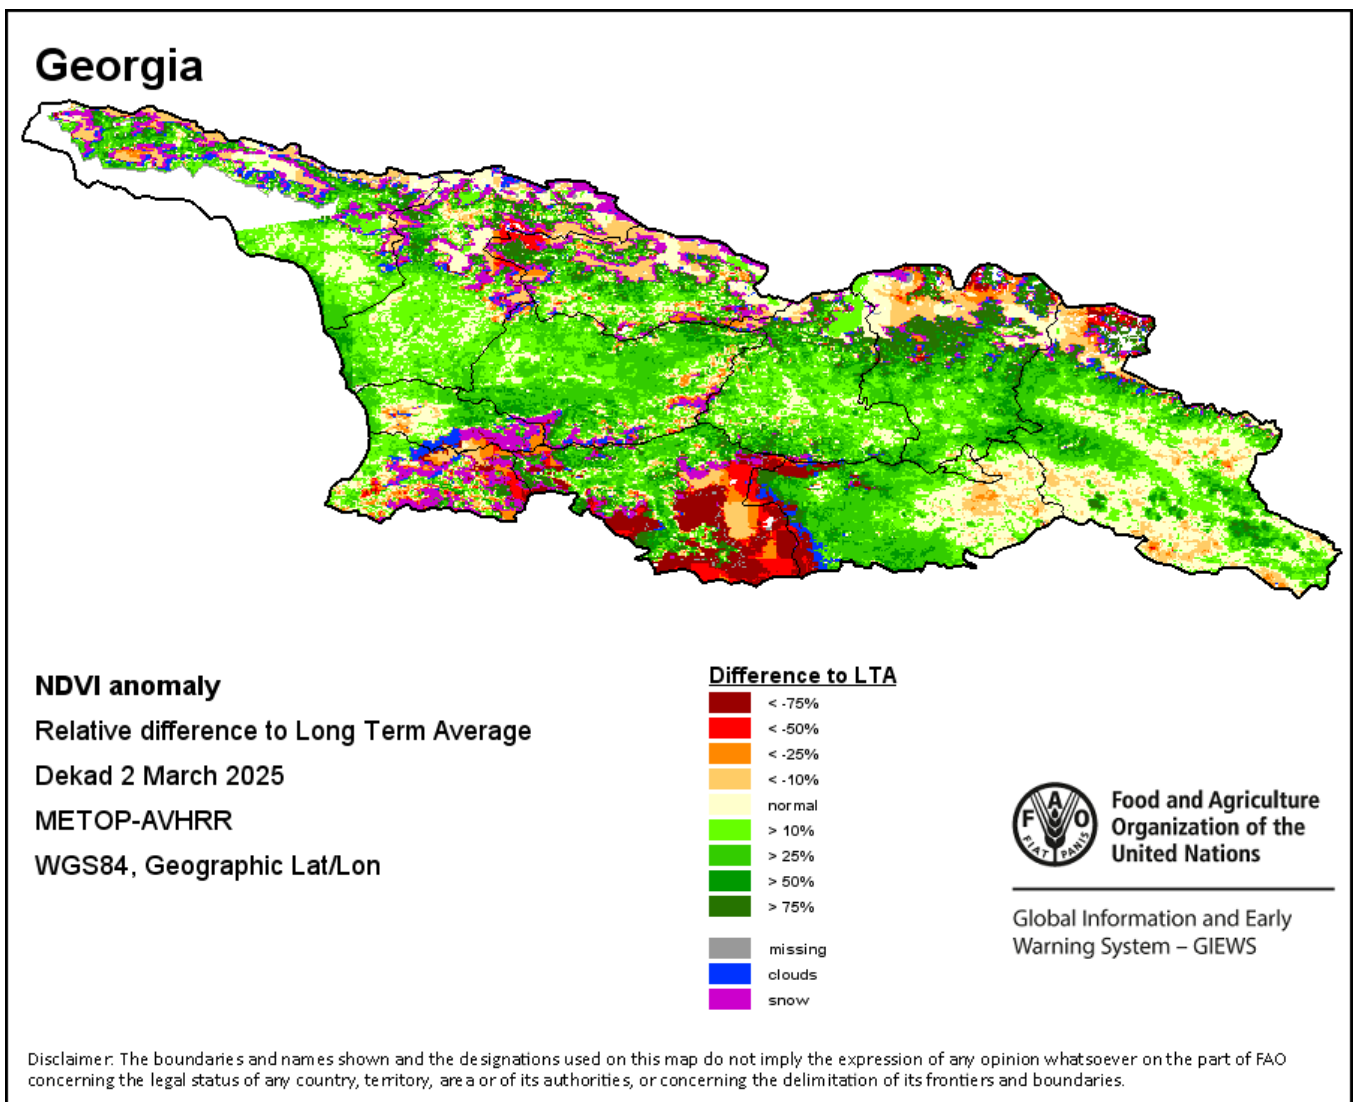 Georgia
NDVI anomaly
Relative difference to Long Term Average
Dekad 2 March 2025
METOP-AVHRR
WGS84, Geographic Lat/Lon
Difference to LTA
< -75%
< -50%
< -25%
< -10%
normal
> 10%
> 25%
> 50%
> 75%
missing
clouds
snow
F A O
FIAT PANIS
Food and Agriculture
Organization of the
United Nations
Global Information and Early
Warning System – GIEWS
Disclaimer: The boundaries and names shown and the designations used on this map do not imply the expression of any opinion whatsoever on the part of FAO
concerning the legal status of any country, territory, area or of its authorities, or concerning the delimitation of its frontiers and boundaries.